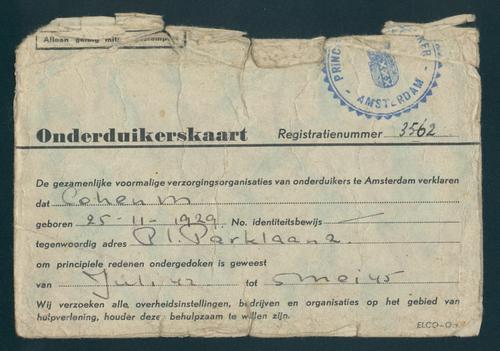 Alleen geldig mits
PRINC
AMSTERDAM
Onderduikerskaart Registratienummer 3562
De gezamenlijke voormalige verzorgingsorganisaties van onderduikers te Amsterdam verklaren
dat Cohen M
geboren 25-11-1929 No. identiteitsbewijs —
tegenwoordig adres Pl. Parklaan 2.
om principiele redenen ondergedoken is geweest
van Juli 42 tot 5 mei 45
Wij verzoeken alle overheidsinstellingen, bedrijven en organisaties op het gebied van
hulpverlening, houder dezer behulpzaam te willen zijn.
ELCO-O